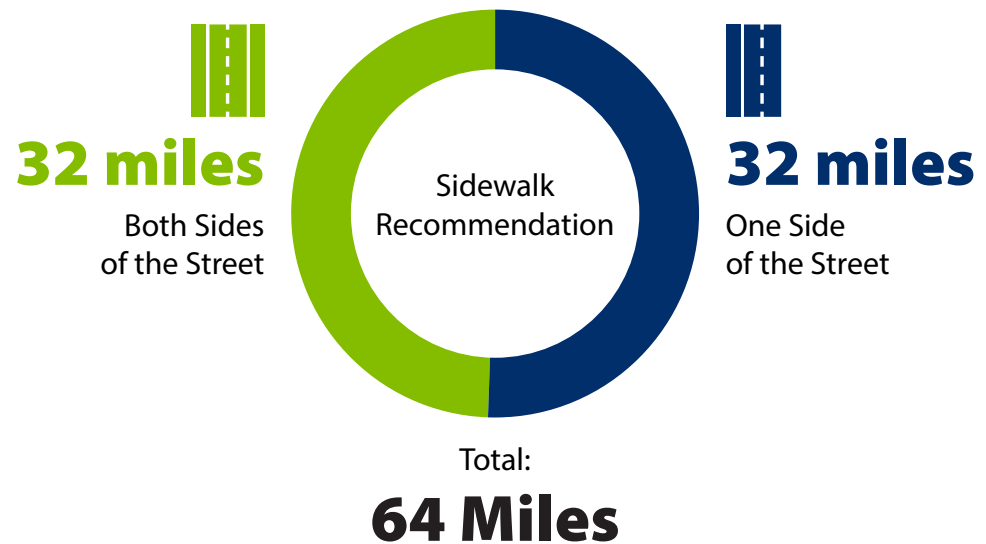 32 miles
Both Sides
of the Street
Sidewalk
Recommendation
32 miles
One Side
of the Street
Total:
64 Miles